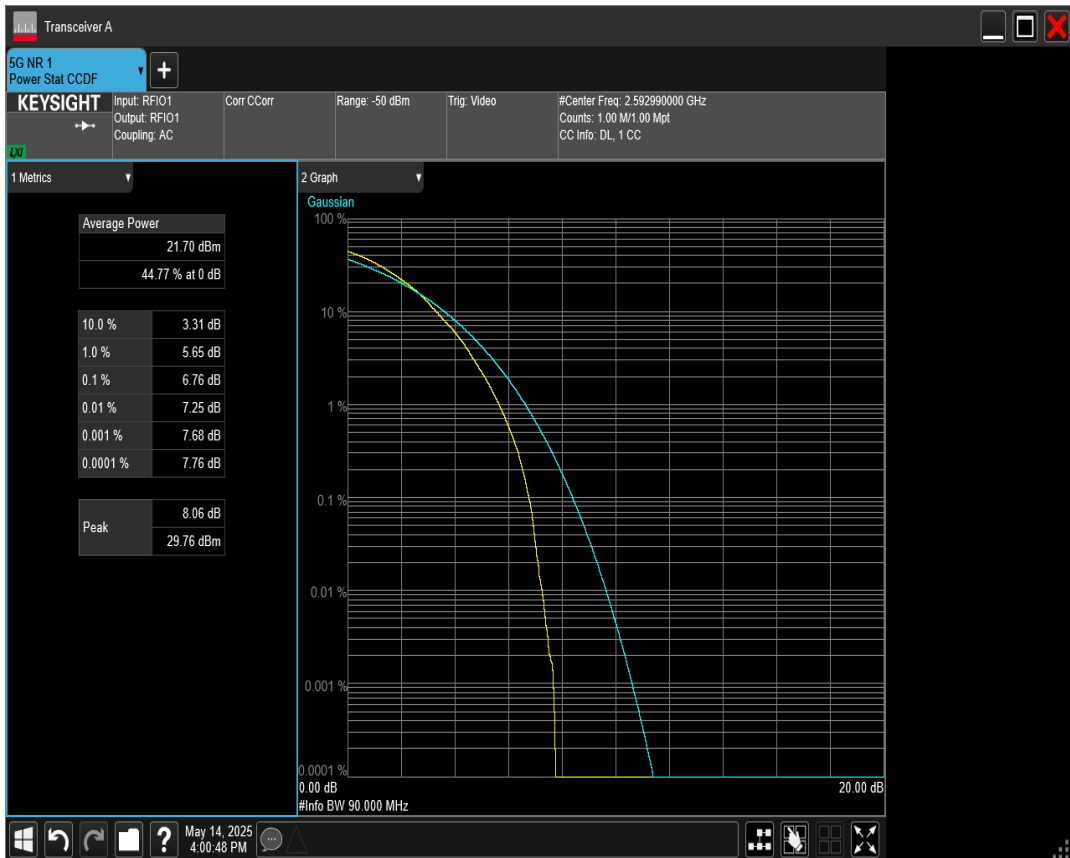 Transceiver A
5G NR 1
Power Stat CCDF
+
KEYSIGHT
LXI
Input: RFIO1
Output: RFIO1
Coupling: AC
Corr CCorr
Range: -50 dBm
Trig: Video
#Center Freq: 2.592990000 GHz
Counts: 1.00 M/1.00 Mpt
CC Info: DL, 1 CC
1 Metrics
Average Power
21.70 dBm
44.77 % at 0 dB
10.0 % 3.31 dB
1.0 % 5.65 dB
0.1 % 6.76 dB
0.01 % 7.25 dB
0.001 % 7.68 dB
0.0001 % 7.76 dB
Peak
8.06 dB
29.76 dBm
2 Graph
Gaussian
100 %
10 %
1 %
0.1 %
0.01 %
0.001 %
0.0001 %
0.00 dB 20.00 dB
#Info BW 90.000 MHz
?
May 14, 2025
4:00:48 PM